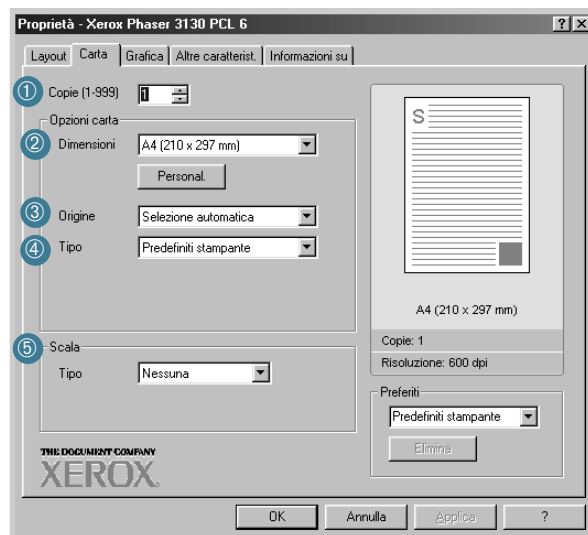 Proprietà - Xerox Phaser 3130 PCL 6
? x
Layout Carta Grafica Altre caratterist. Informazioni su
1 Copie (1-999) 1
Opzioni carta
2 Dimensioni A4 (210 x 297 mm)
Personal.
3 Origine Selezione automatica
4 Tipo Predefiniti stampante
5 Scala
Tipo Nessuna
S
A4 (210 x 297 mm)
Copie: 1
Risoluzione: 600 dpi
Preferiti
Predefiniti stampante
Elimina
THE DOCUMENT COMPANY
XEROX
OK Annulla Applica ?